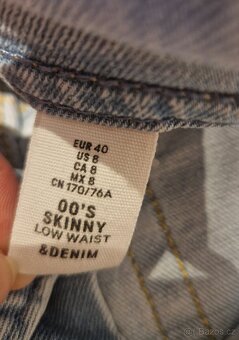 EUR 40
US 8
CA 8
MX 8
CN 170/76A
00'S
SKINNY
LOW WAIST
&DENIM
Bazos.cz